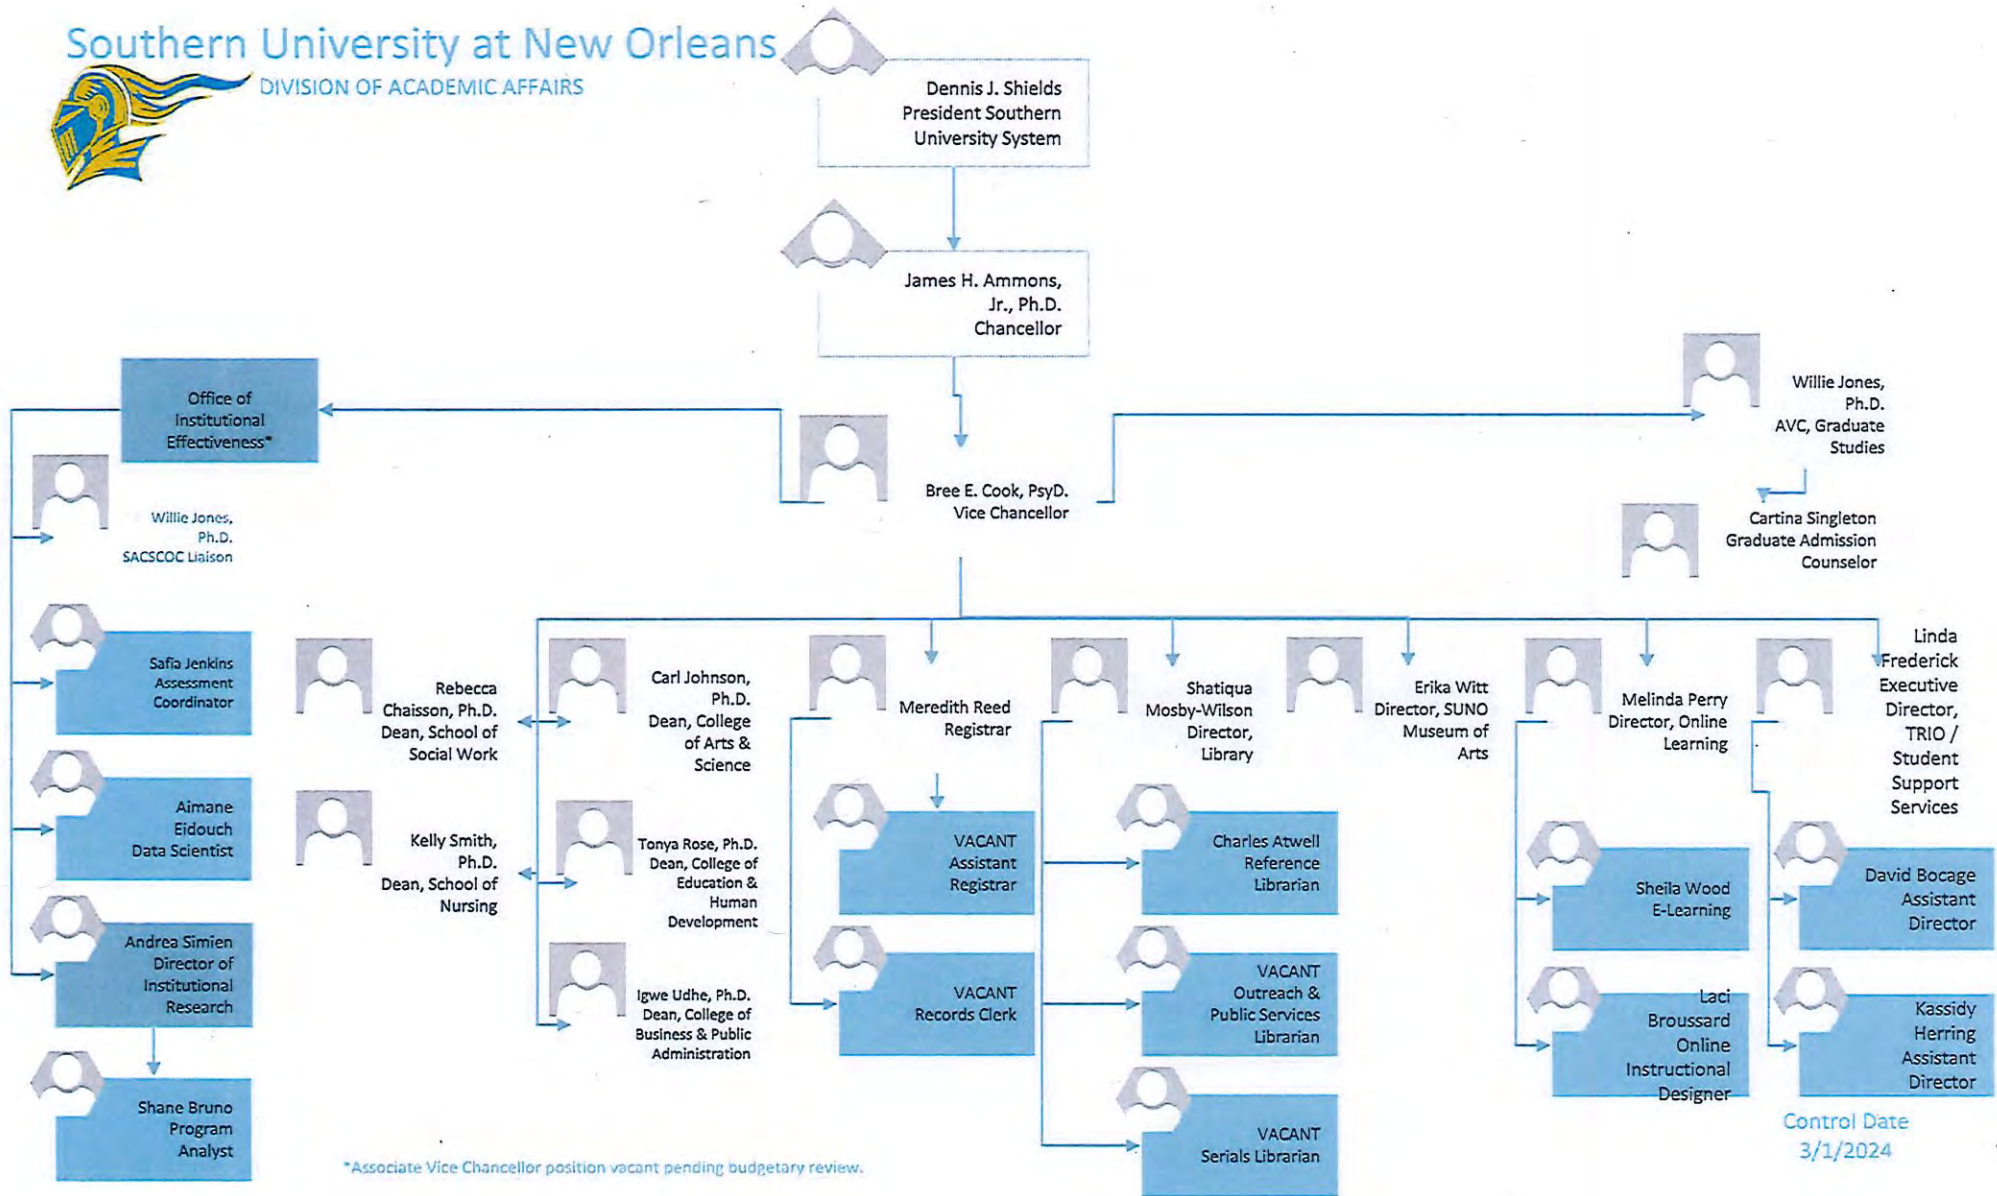 Southern University at New Orleans
DIVISION OF ACADEMIC AFFAIRS
Dennis J. Shields
President Southern
University System
James H. Ammons,
Jr., Ph.D.
Chancellor
Office of
Institutional
Effectiveness*
Willie Jones,
Ph.D.
AVC, Graduate
Studies
Bree E. Cook, PsyD.
Vice Chancellor
Willie Jones,
Ph.D.
SACSCOC Liaison
Cartina Singleton
Graduate Admission
Counselor
Safia Jenkins
Assessment
Coordinator
Rebecca
Chaisson, Ph.D.
Dean, School of
Social Work
Carl Johnson,
Ph.D.
Dean, College
of Arts &
Science
Meredith Reed
Registrar
Shatiqua
Mosby-Wilson
Director,
Library
Erika Witt
Director, SUNO
Museum of
Arts
Melinda Perry
Director, Online
Learning
Linda
Frederick
Executive
Director,
TRIO /
Student
Support
Services
Aimane
Eidouch
Data Scientist
Kelly Smith,
Ph.D.
Dean, School of
Nursing
Tonya Rose, Ph.D.
Dean, College of
Education &
Human
Development
VACANT
Assistant
Registrar
Charles Atwell
Reference
Librarian
Sheila Wood
E-Learning
David Bocage
Assistant
Director
Andrea Simien
Director of
Institutional
Research
Igwe Udhe, Ph.D.
Dean, College of
Business & Public
Administration
VACANT
Records Clerk
VACANT
Outreach &
Public Services
Librarian
Laci
Broussard
Online
Instructional
Designer
Kassidy
Herring
Assistant
Director
Shane Bruno
Program
Analyst
VACANT
Serials Librarian
*Associate Vice Chancellor position vacant pending budgetary review.
Control Date
3/1/2024